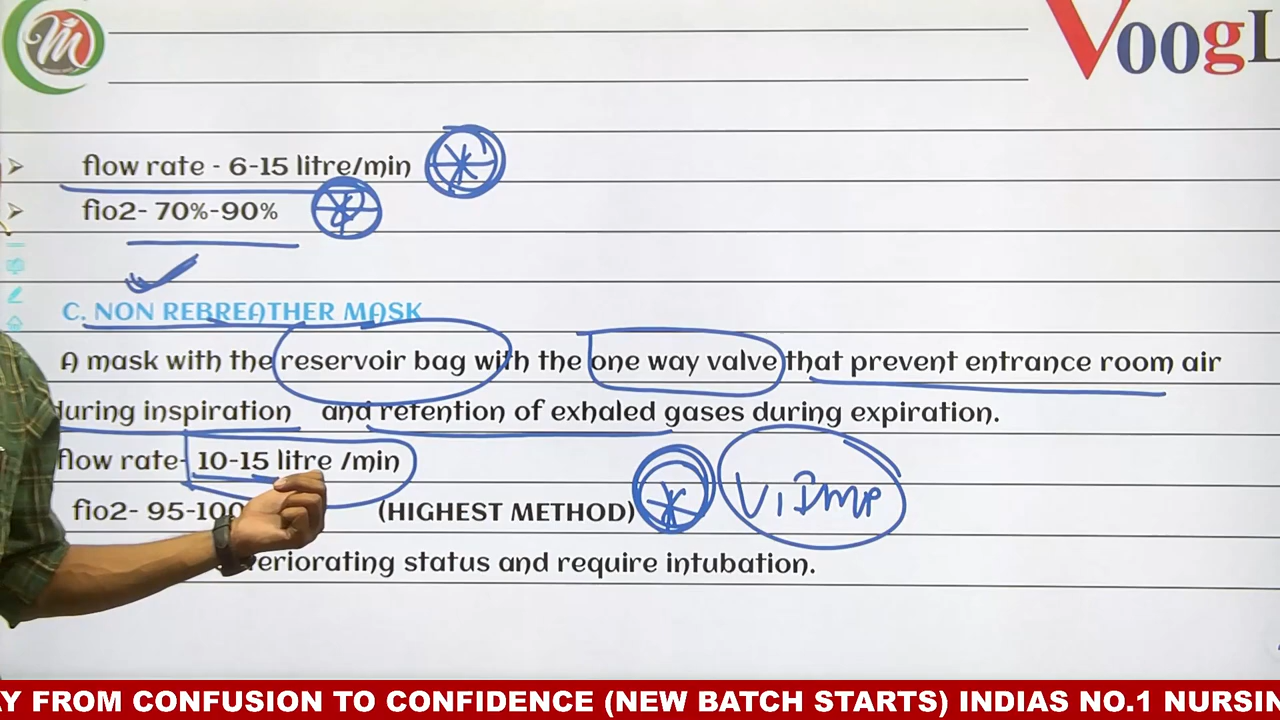 VoogL
➤ flow rate - 6-15 litre/min
➤ fio2- 70%-90%
C. NON REBREATHER MASK
A mask with the reservoir bag with the one way valve that prevent entrance room air
during inspiration and retention of exhaled gases during expiration.
flow rate- 10-15 litre /min
fio2- 95-100 (HIGHEST METHOD) V.IMP
teriorating status and require intubation.
AY FROM CONFUSION TO CONFIDENCE (NEW BATCH STARTS) INDIAS NO.1 NURSIN